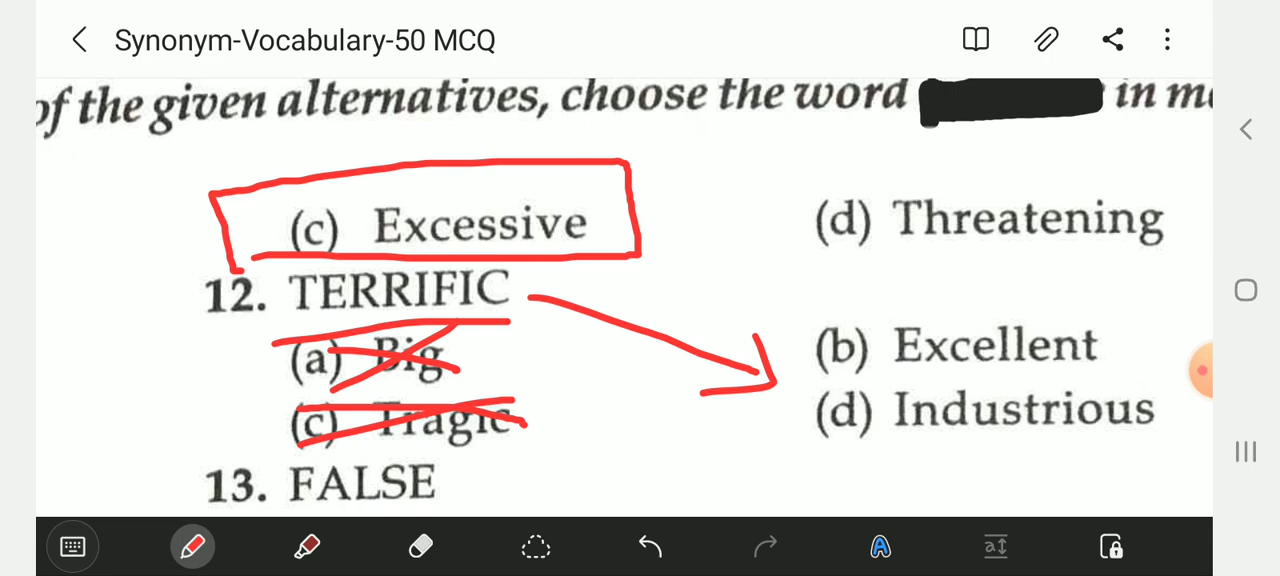 Synonym-Vocabulary-50 MCQ
of the given alternatives, choose the word in
(c) Excessive (d) Threatening
12. TERRIFIC
(a) Big (b) Excellent
(c) Tragic (d) Industrious
13. FALSE